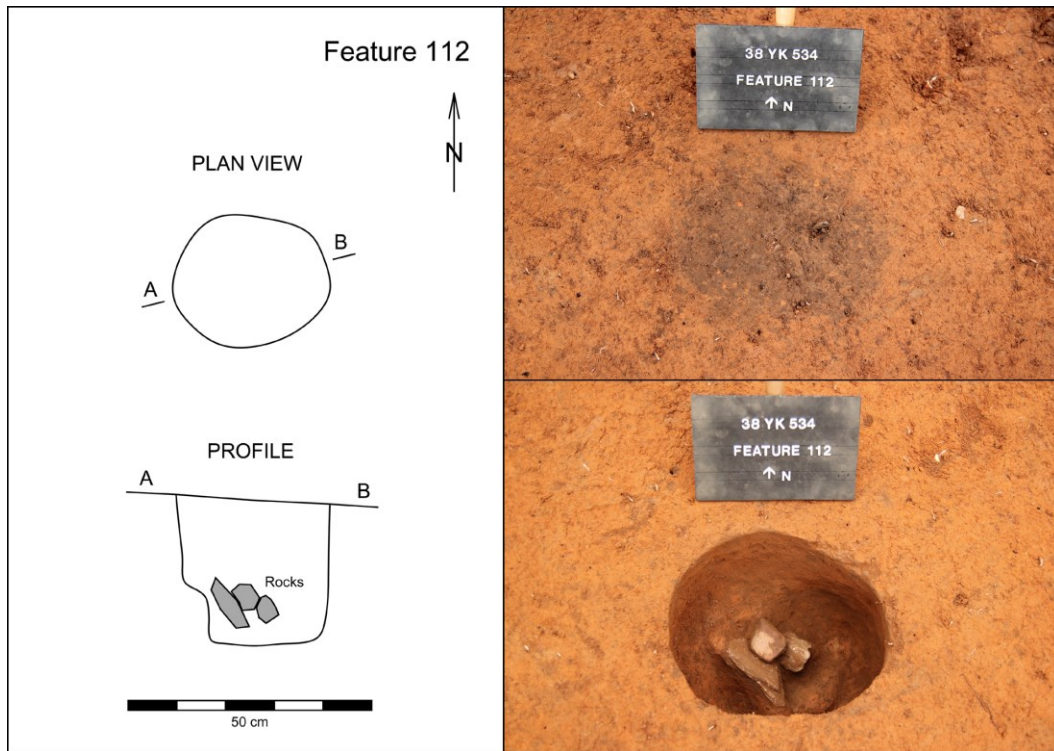 Feature 112
N
PLAN VIEW
A
B
PROFILE
A
B
Rocks
50 cm
38 YK 534
FEATURE 112
↑ N
38 YK 534
FEATURE 112
↑ N